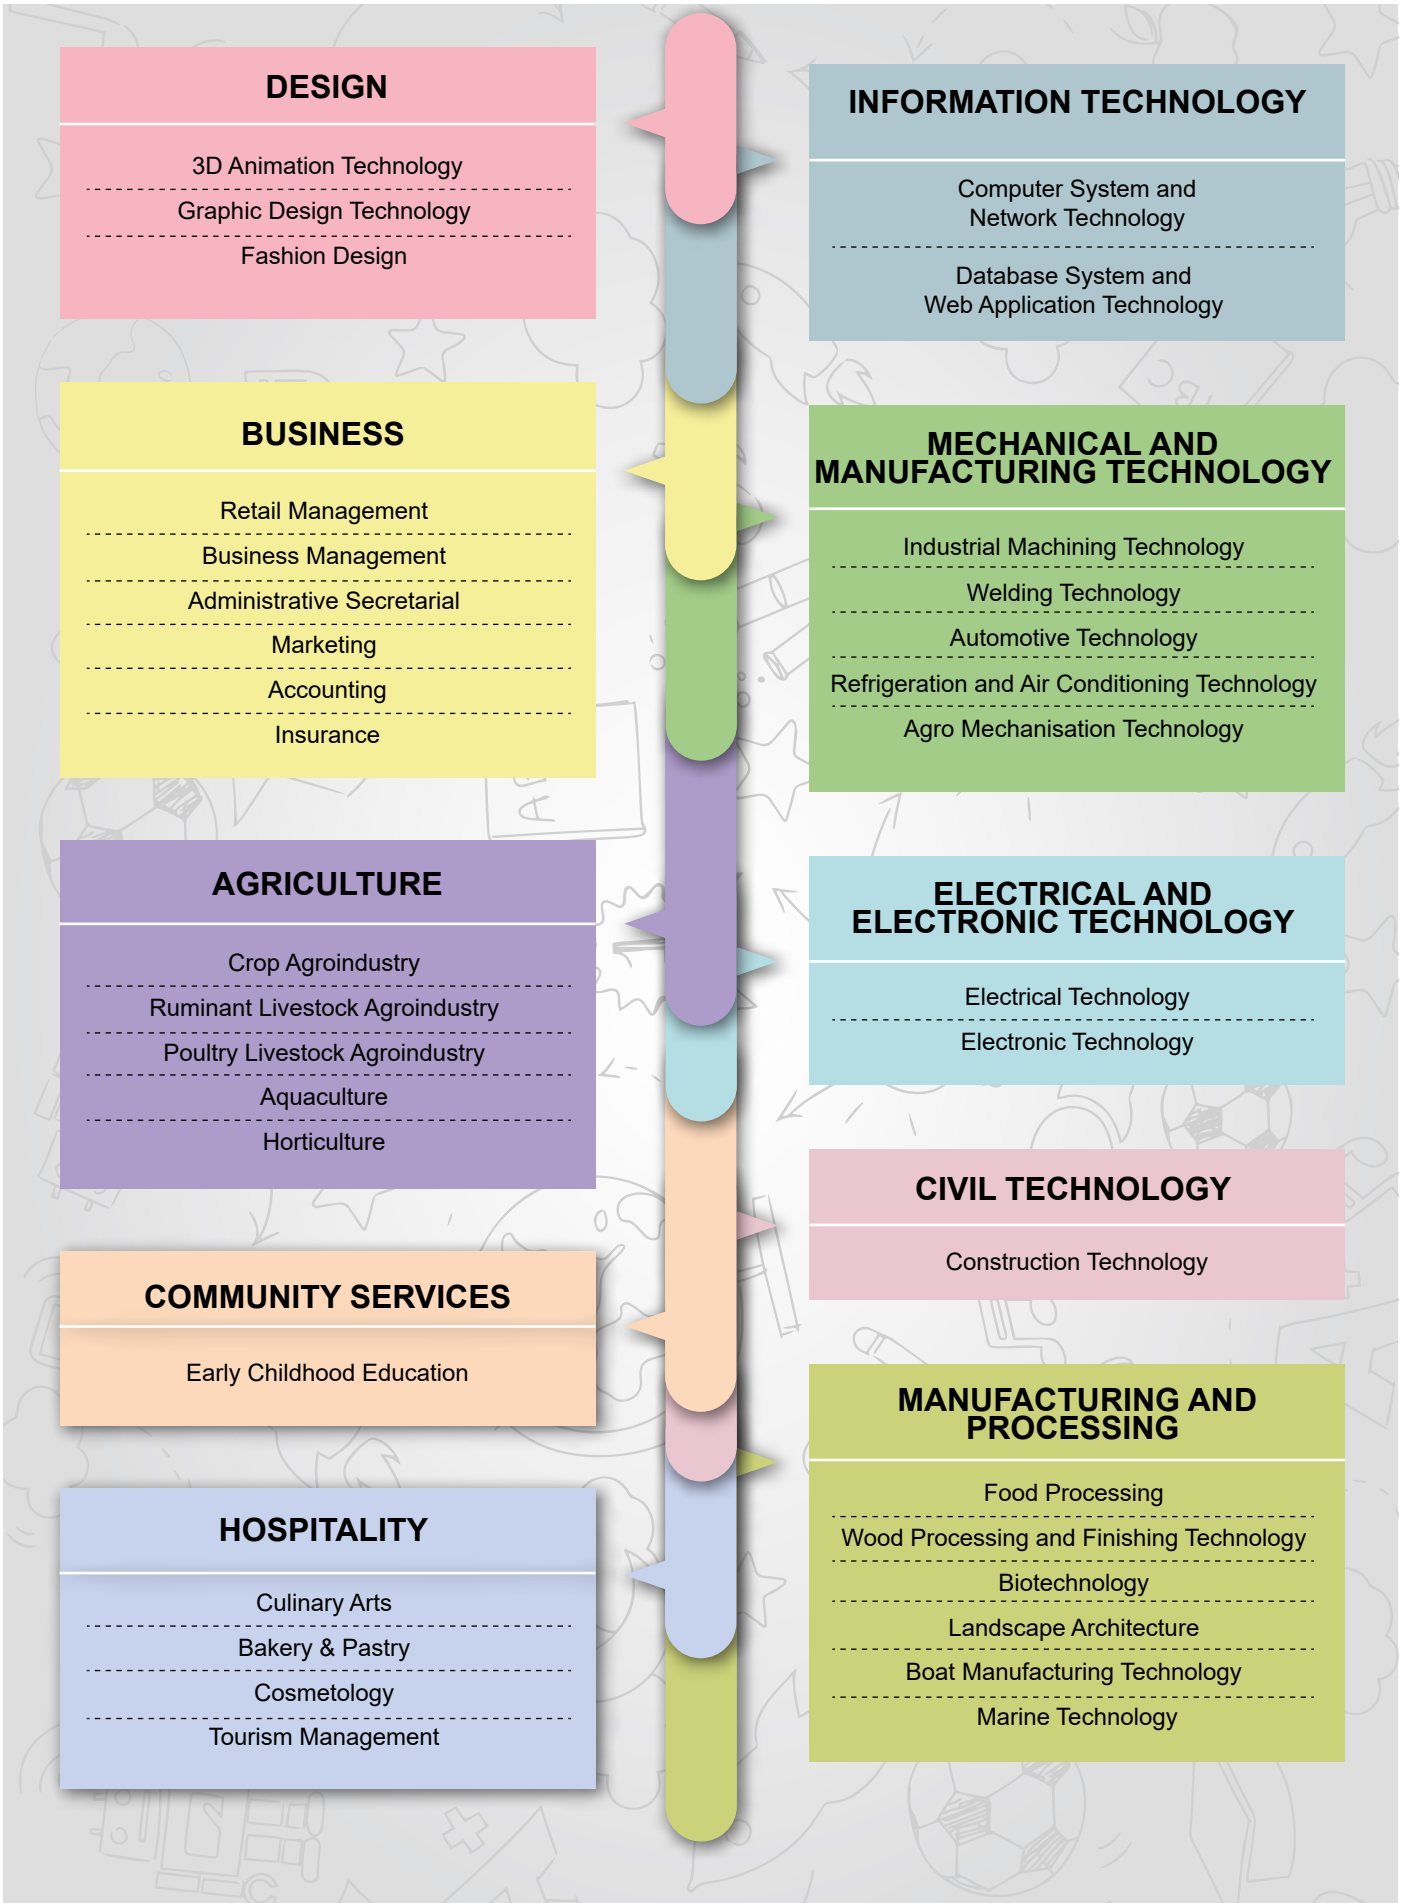 DESIGN
3D Animation Technology
Graphic Design Technology
Fashion Design
INFORMATION TECHNOLOGY
Computer System and
Network Technology
Database System and
Web Application Technology
BUSINESS
Retail Management
Business Management
Administrative Secretarial
Marketing
Accounting
Insurance
MECHANICAL AND
MANUFACTURING TECHNOLOGY
Industrial Machining Technology
Welding Technology
Automotive Technology
Refrigeration and Air Conditioning Technology
Agro Mechanisation Technology
AGRICULTURE
Crop Agroindustry
Ruminant Livestock Agroindustry
Poultry Livestock Agroindustry
Aquaculture
Horticulture
ELECTRICAL AND
ELECTRONIC TECHNOLOGY
Electrical Technology
Electronic Technology
CIVIL TECHNOLOGY
Construction Technology
COMMUNITY SERVICES
Early Childhood Education
MANUFACTURING AND
PROCESSING
Food Processing
Wood Processing and Finishing Technology
Biotechnology
Landscape Architecture
Boat Manufacturing Technology
Marine Technology
HOSPITALITY
Culinary Arts
Bakery & Pastry
Cosmetology
Tourism Management